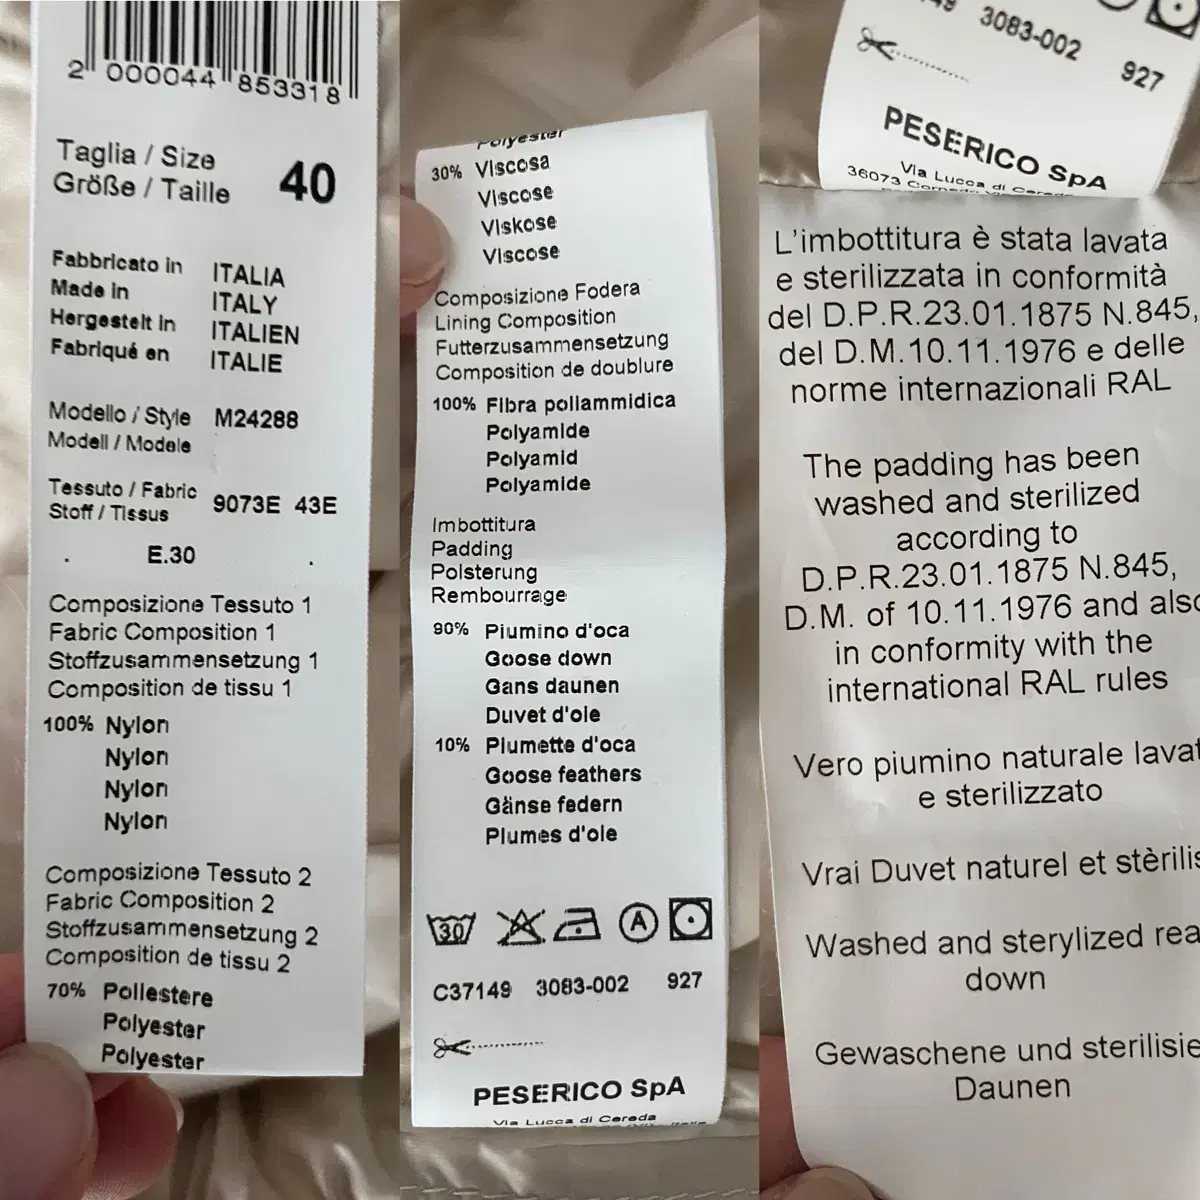 2 000044 853318
Taglia / Size
Größe / Taille 40
Fabbricato in ITALIA
Made in ITALY
Hergestelt in ITALIEN
Fabriqué en ITALIE
Modello / Style M24288
Modell / Modele
Tessuto / Fabric 9073E 43E
Stoff / Tissus
E.30
Composizione Tessuto 1
Fabric Composition 1
Stoffzusammensetzung 1
Composition de tissu 1
100% Nylon
Nylon
Nylon
Nylon
Composizione Tessuto 2
Fabric Composition 2
Stoffzusammensetzung 2
Composition de tissu 2
70% Poliestere
Polyester
Polyester
Polyester
30% Viscosa
Viscose
Viskose
Viscose
Composizione Fodera
Lining Composition
Futterzusammensetzung
Composition de doublure
100% Fibra poliammidica
Polyamide
Polyamid
Polyamide
Imbottitura
Padding
Polsterung
Rembourrage
90% Piumino d'oca
Goose down
Gans daunen
Duvet d'oie
10% Piumette d'oca
Goose feathers
Gänse federn
Plumes d'oie
30 A
C37149 3083-002 927
PESERICO SpA
Via Lucca di Cereda
49 3083-002 927
PESERICO SpA
Via Lucca di Cereda
36073
L'imbottitura è stata lavata
e sterilizzata in conformità
del D.P.R.23.01.1875 N.845,
del D.M.10.11.1976 e delle
norme internazionali RAL
The padding has been
washed and sterilized
according to
D.P.R.23.01.1875 N.845,
D.M. of 10.11.1976 and also
in conformity with the
international RAL rules
Vero piumino naturale lavat
e sterilizzato
Vrai Duvet naturel et stèrilis
Washed and sterylized rea
down
Gewaschene und sterilisie
Daunen